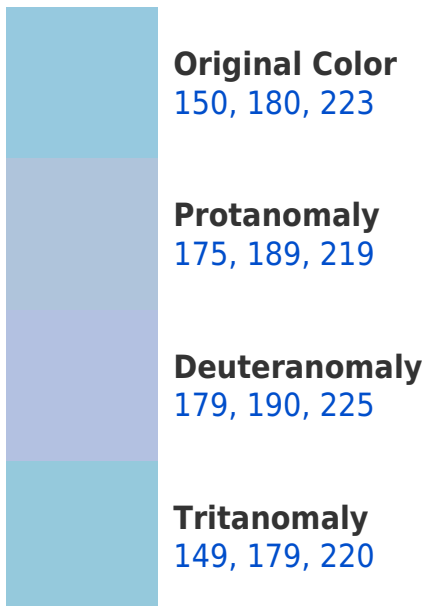 Original Color
150, 180, 223
Protanomaly
175, 189, 219
Deuteranomaly
179, 190, 225
Tritanomaly
149, 179, 220